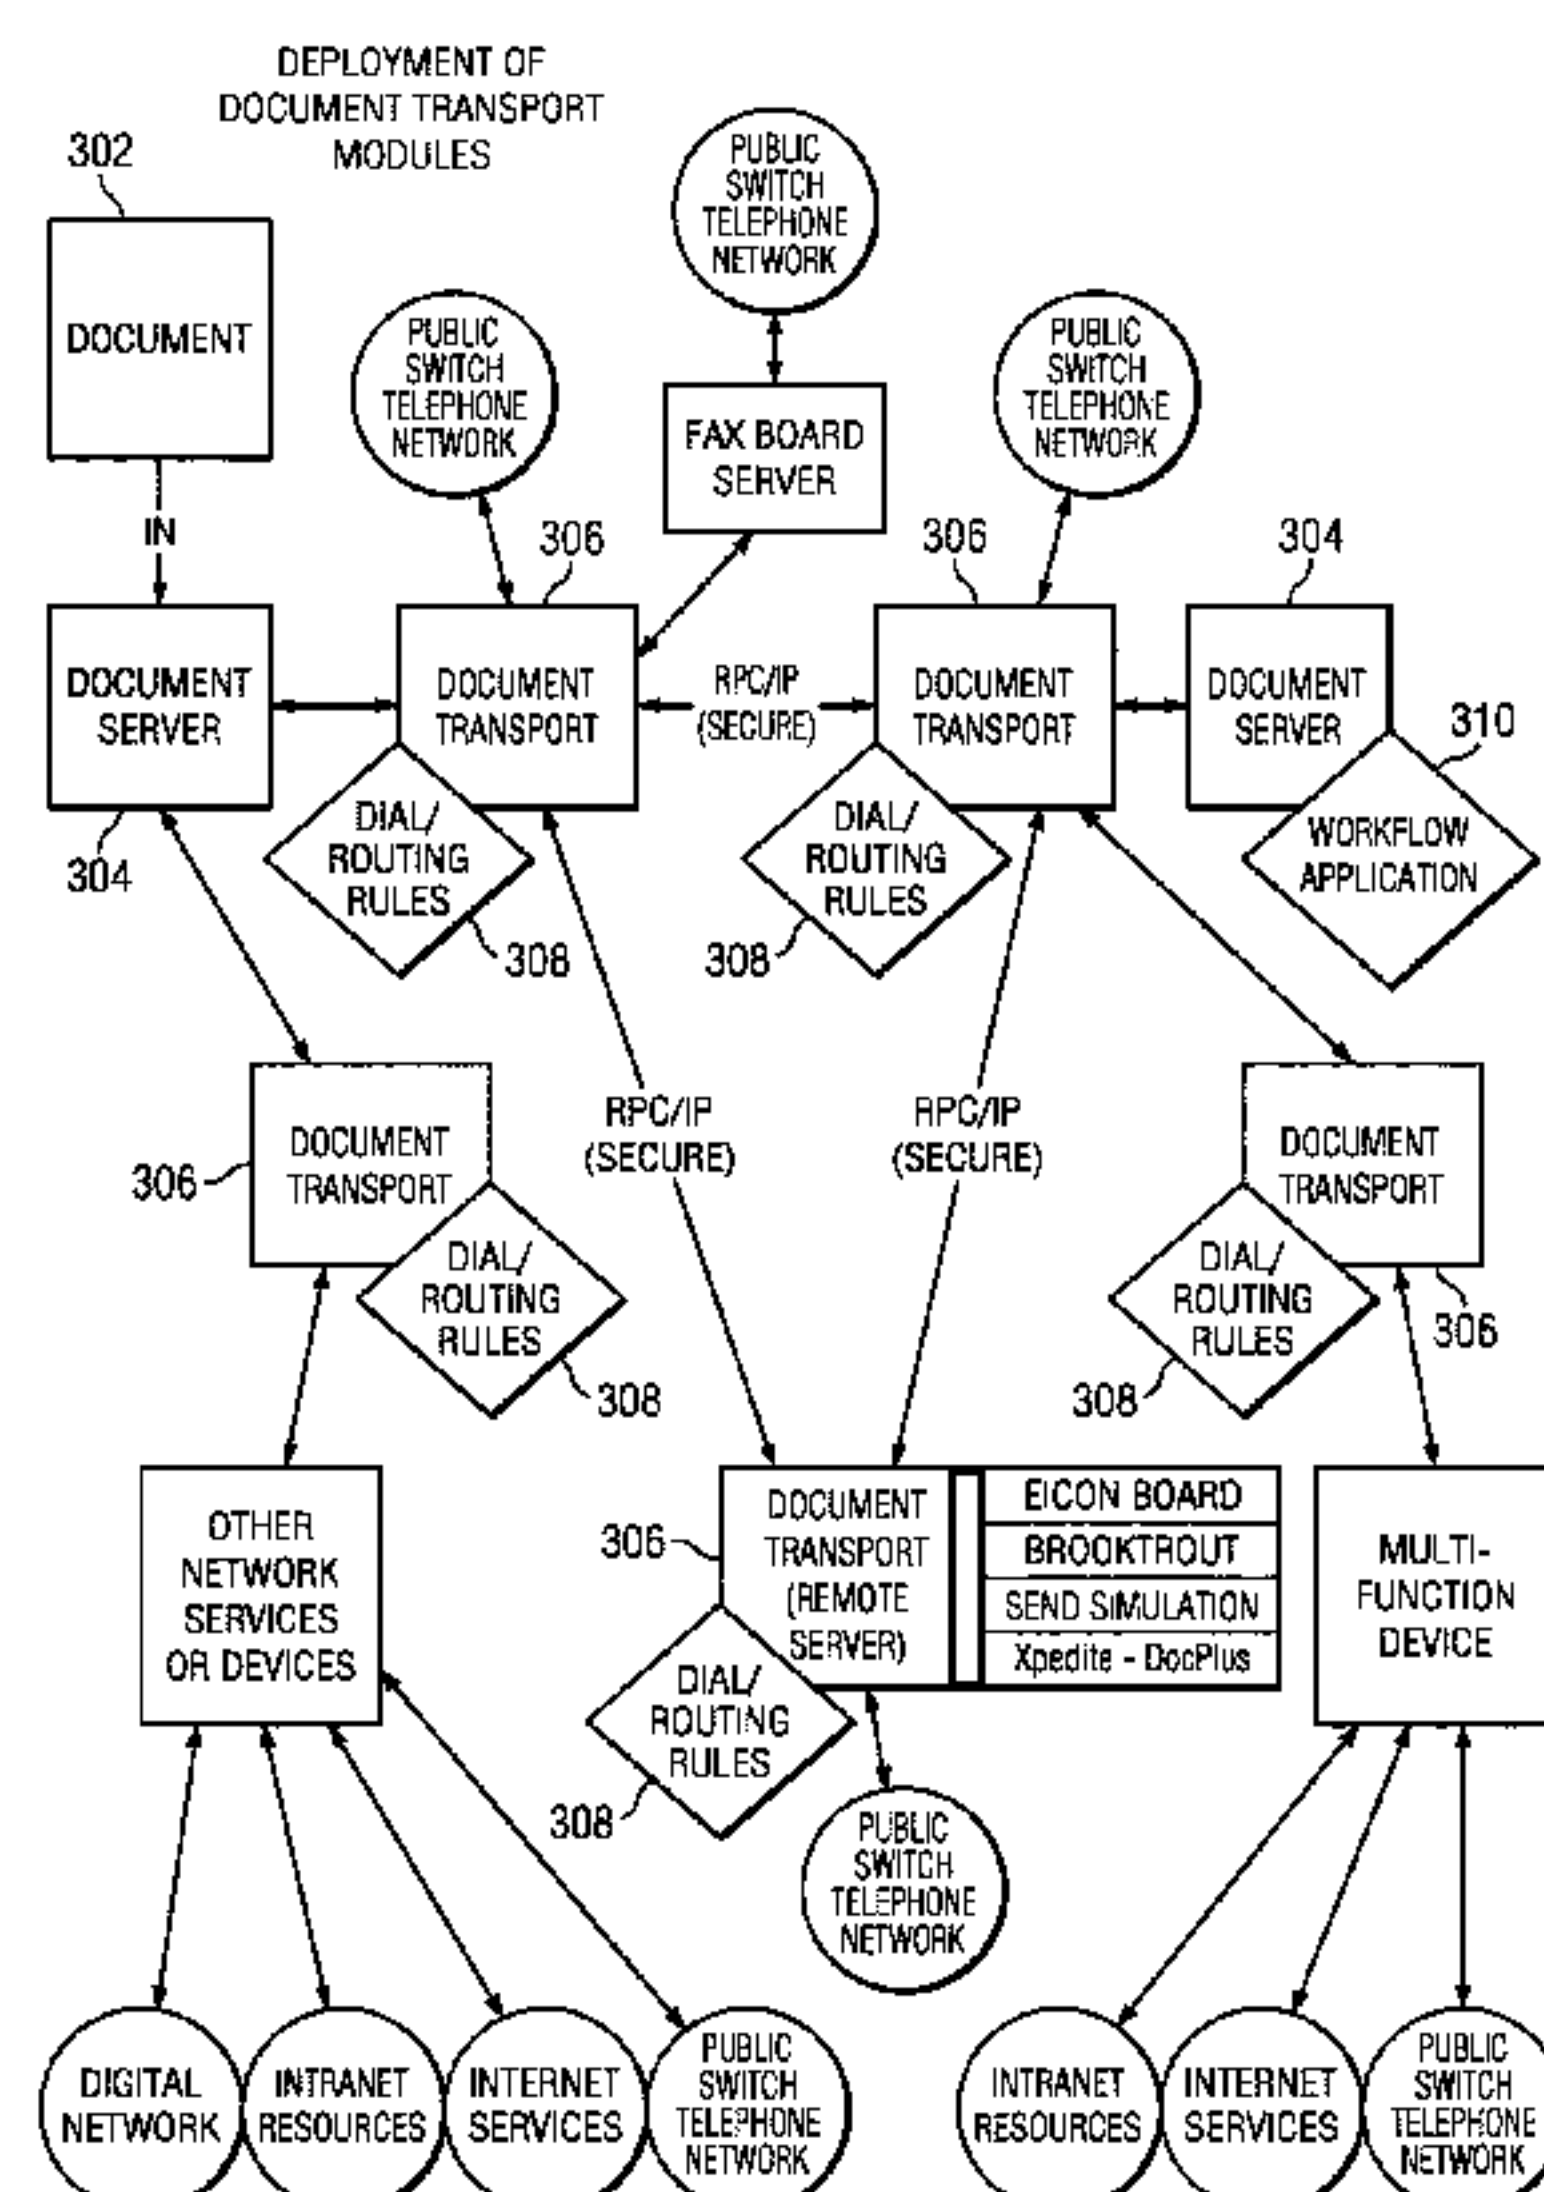 DEPLOYMENT OF
DOCUMENT TRANSPORT
MODULES
302
DOCUMENT
IN
PUBLIC
SWITCH
TELEPHONE
NETWORK
PUBLIC
SWITCH
TELEPHONE
NETWORK
FAX BOARD
SERVER
PUBLIC
SWITCH
TELEPHONE
NETWORK
306
306
304
DOCUMENT
SERVER
304
DOCUMENT
TRANSPORT
RPC/IP
(SECURE)
DOCUMENT
TRANSPORT
DOCUMENT
SERVER
310
DIAL/
ROUTING
RULES
308
DIAL/
ROUTING
RULES
308
WORKFLOW
APPLICATION
RPC/IP
(SECURE)
RPC/IP
(SECURE)
306
DOCUMENT
TRANSPORT
DIAL/
ROUTING
RULES
308
DOCUMENT
TRANSPORT
306
DIAL/
ROUTING
RULES
308
OTHER
NETWORK
SERVICES
OR DEVICES
306
DOCUMENT
TRANSPORT
(REMOTE
SERVER)
EICON BOARD
BROOKTROUT
SEND SIMULATION
Xpedite - DocPlus
MULTI-
FUNCTION
DEVICE
DIAL/
ROUTING
RULES
308
PUBLIC
SWITCH
TELEPHONE
NETWORK
DIGITAL
NETWORK
INTRANET
RESOURCES
INTERNET
SERVICES
PUBLIC
SWITCH
TELEPHONE
NETWORK
INTRANET
RESOURCES
INTERNET
SERVICES
PUBLIC
SWITCH
TELEPHONE
NETWORK